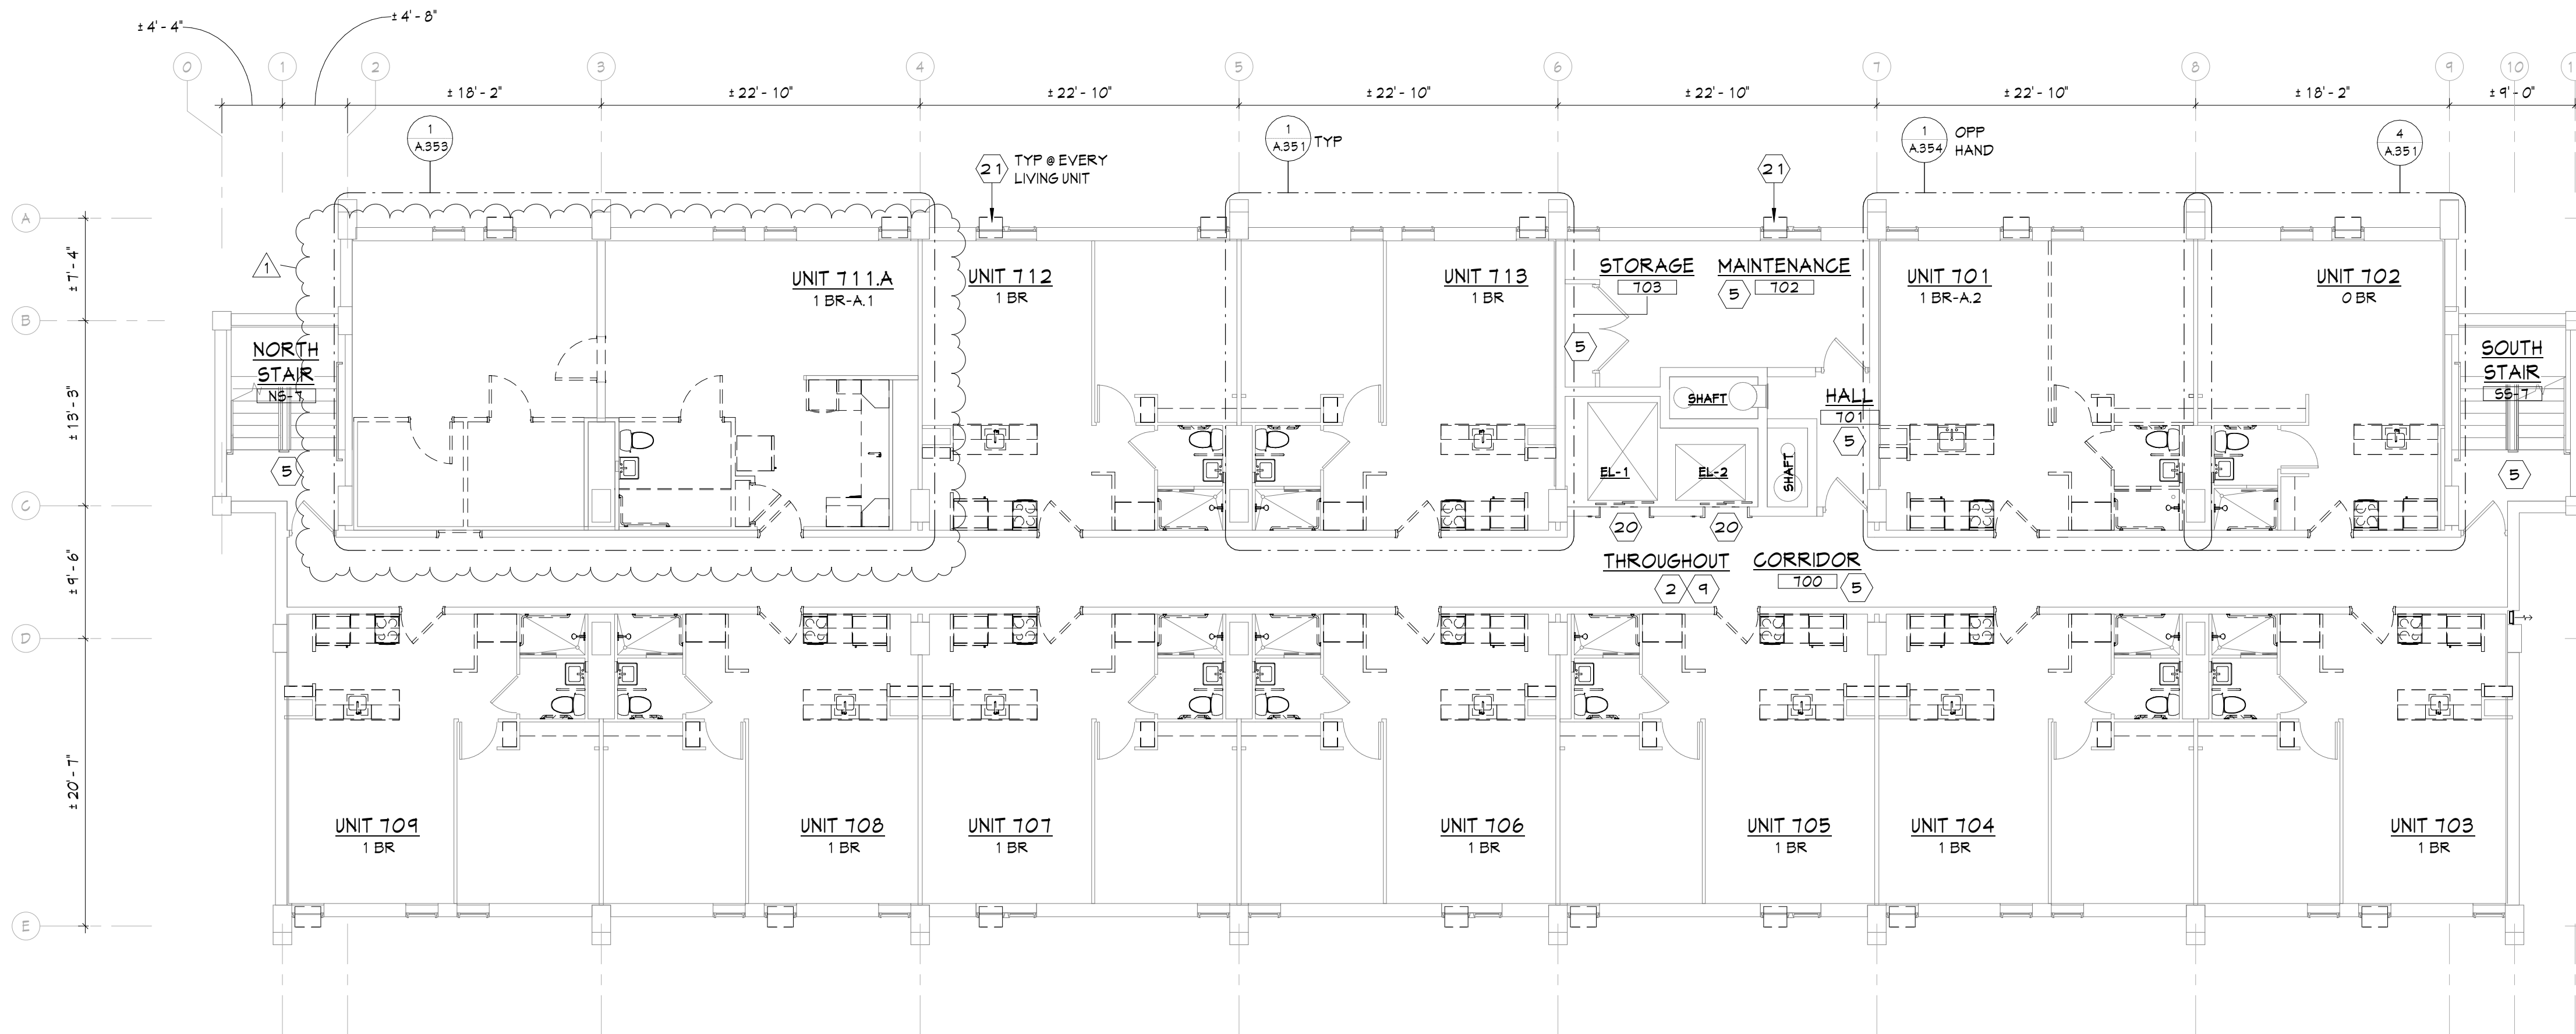 ± 4' - 4"
± 4' - 8"
0
1
2
3
4
5
6
7
8
9
10
1
± 18' - 2"
± 22' - 10"
± 22' - 10"
± 22' - 10"
± 22' - 10"
± 22' - 10"
± 18' - 2"
± 9' - 0"
1
A.353
1
A.351
TYP
1
A.354
OPP
HAND
4
A.351
21
TYP @ EVERY
LIVING UNIT
21
A
B
C
D
E
± 7' - 4"
± 13' - 3"
± 9' - 6"
± 20' - 7"
1
UNIT 711.A
1 BR-A.1
UNIT 712
1 BR
UNIT 713
1 BR
STORAGE
703
MAINTENANCE
5
702
UNIT 701
1 BR-A.2
UNIT 702
0 BR
NORTH
STAIR
NS-7
5
5
SHAFT
HALL
701
5
EL-1
EL-2
SHAFT
SOUTH
STAIR
SS-7
5
20
20
THROUGHOUT
2
9
CORRIDOR
700
5
UNIT 709
1 BR
UNIT 708
1 BR
UNIT 707
1 BR
UNIT 706
1 BR
UNIT 705
1 BR
UNIT 704
1 BR
UNIT 703
1 BR